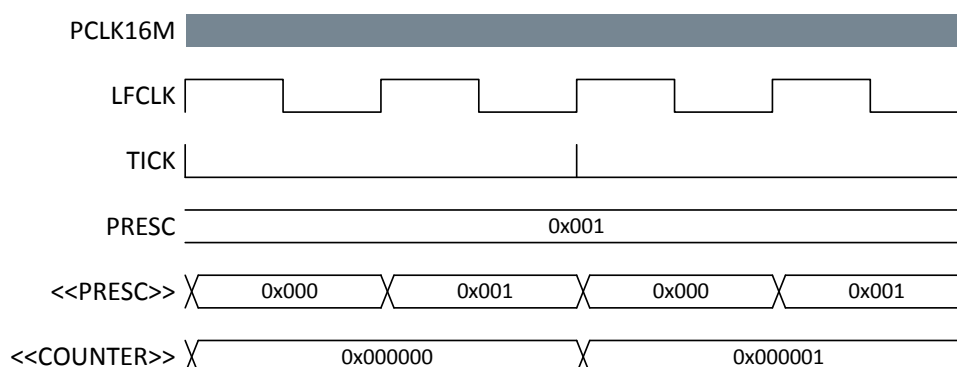 PCLK16M
LFCLK
TICK
PRESC 0x001
<<PRESC>> 0x000 0x001 0x000 0x001
<<COUNTER>> 0x000000 0x000001